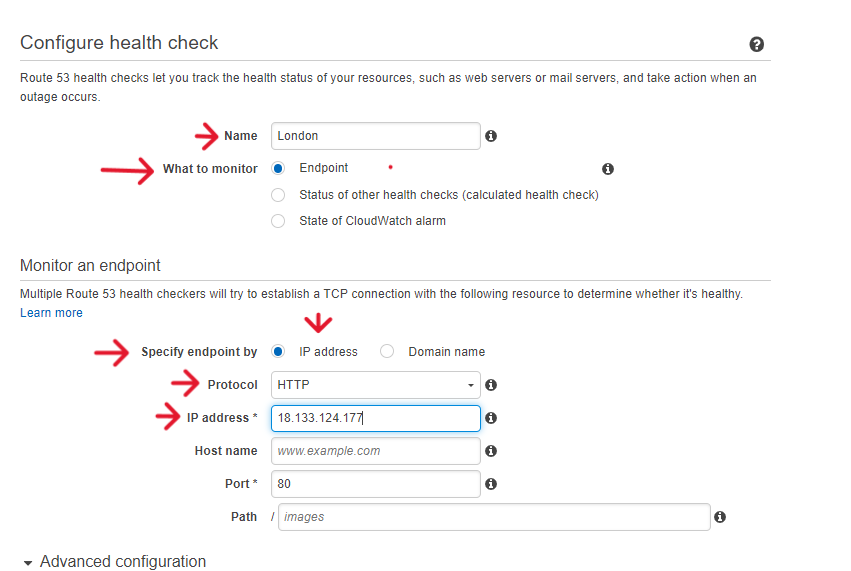 Configure health check
Route 53 health checks let you track the health status of your resources, such as web servers or mail servers, and take action when an
outage occurs.
Name London
What to monitor Endpoint
Status of other health checks (calculated health check)
State of CloudWatch alarm
Monitor an endpoint
Multiple Route 53 health checkers will try to establish a TCP connection with the following resource to determine whether it's healthy.
Learn more
Specify endpoint by IP address Domain name
Protocol HTTP
IP address * 18.133.124.177
Host name www.example.com
Port * 80
Path / images
Advanced configuration